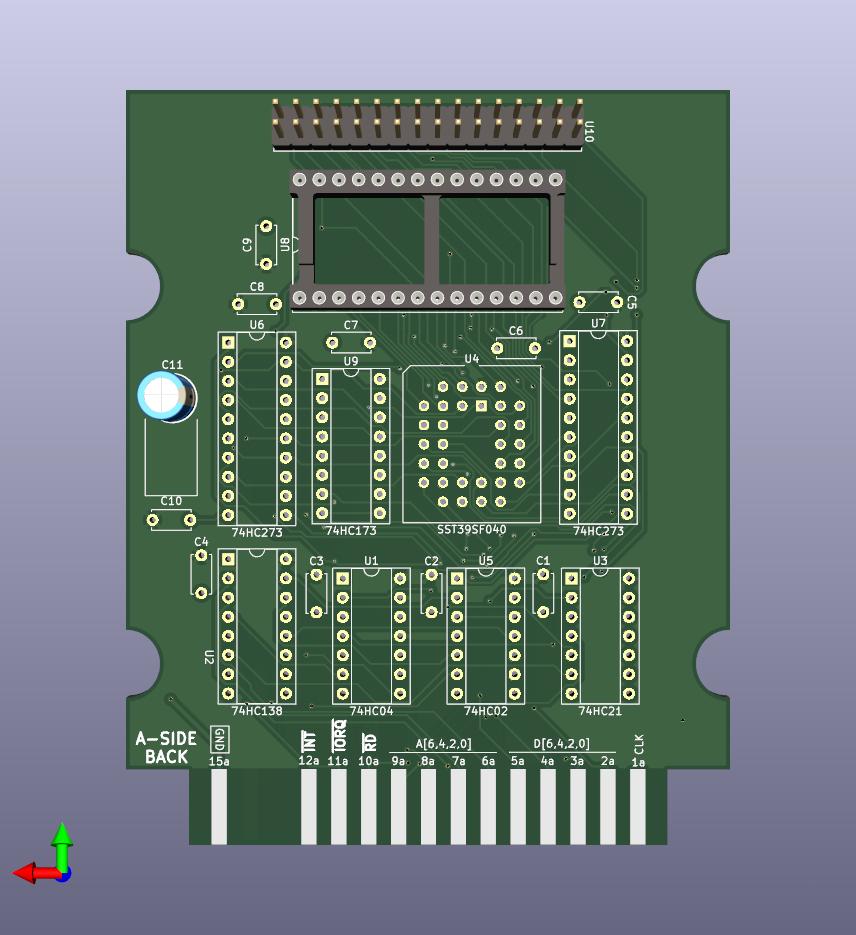 U10
C9
U8
C8
C5
U6
C7
C6
U7
U9
U4
C11
C10
74HC273
74HC173
SST39SF040
74HC273
C4
C3
U1
C2
U5
C1
U3
U2
74HC138
74HC04
74HC02
74HC21
A-SIDE
BACK
GND
INT
IORQ
RD
A[6,4,2,0]
D[6,4,2,0]
CLK
15a 12a 11a 10a 9a 8a 7a 6a 5a 4a 3a 2a 1a